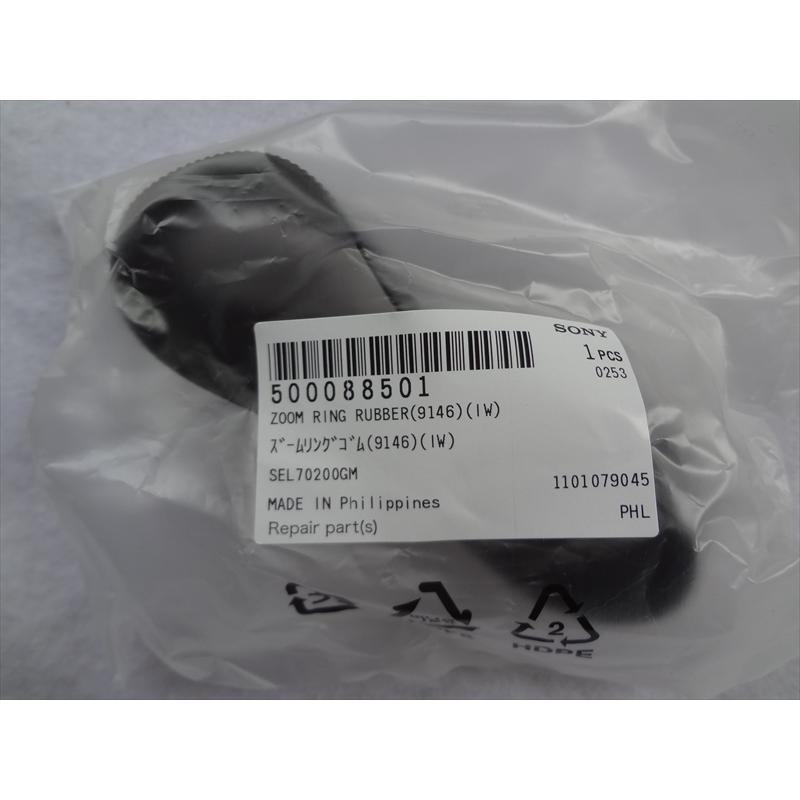 SONY
1 PCS
0253
500088501
ZOOM RING RUBBER(9146)(IW)
ズームリングゴム(9146)(IW)
SEL70200GM
1101079045
MADE IN Philippines
PHL
Repair part(s)
2
HDPE